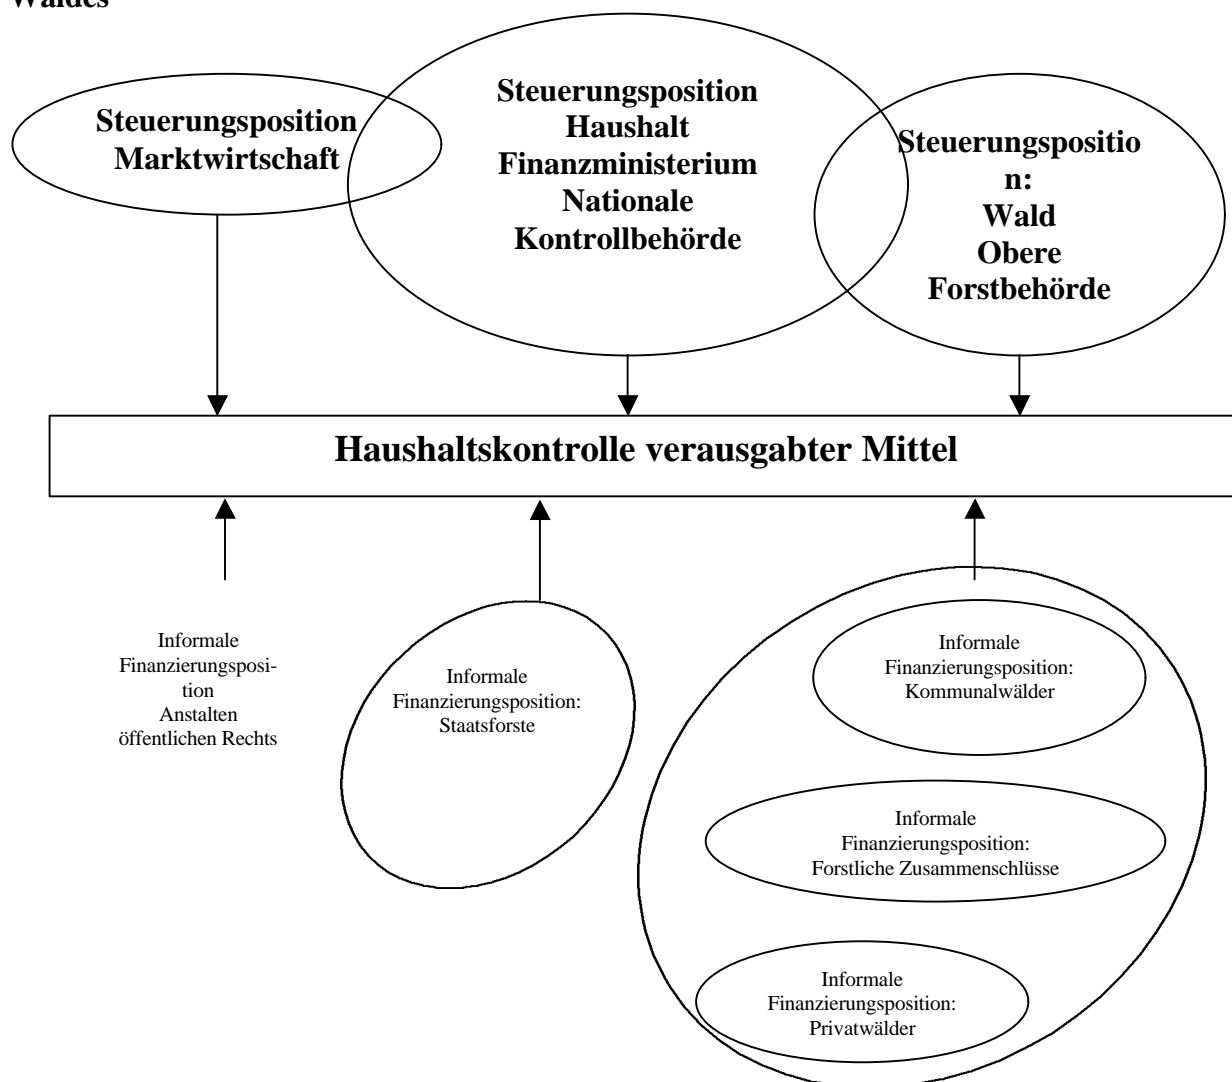 Waldes
Steuerungsposition
Marktwirtschaft
Steuerungsposition
Haushalt
Finanzministerium
Nationale
Kontrollbehörde
Steuerungspositio
n:
Wald
Obere
Forstbehörde
Haushaltskontrolle verausgabter Mittel
Informale
Finanzierungsposi-
tion
Anstalten
öffentlichen Rechts
Informale
Finanzierungsposition:
Staatsforste
Informale
Finanzierungsposition:
Kommunalwälder
Informale
Finanzierungsposition:
Forstliche Zusammenschlüsse
Informale
Finanzierungsposition:
Privatwälder